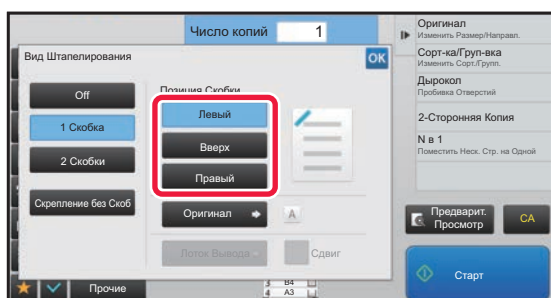 Число копий 1
Вид Штапелирования
OK
Off
1 Скобка
2 Скобки
Скрепление без Скоб
Позиция Скобки
Левый
Вверх
Правый
Оригинал
A
Лоток Вывода
Сдвиг
Прочие
3 B4
4 A3
Оригинал
Изменить Размер/Направл.
Сорт-ка/Груп-вка
Изменить Сорт./Групп.
Дырокол
Пробивка Отверстий
2-Сторонняя Копия
N в 1
Поместить Неск. Стр. на Одной
Предварит.
Просмотр
CA
Старт